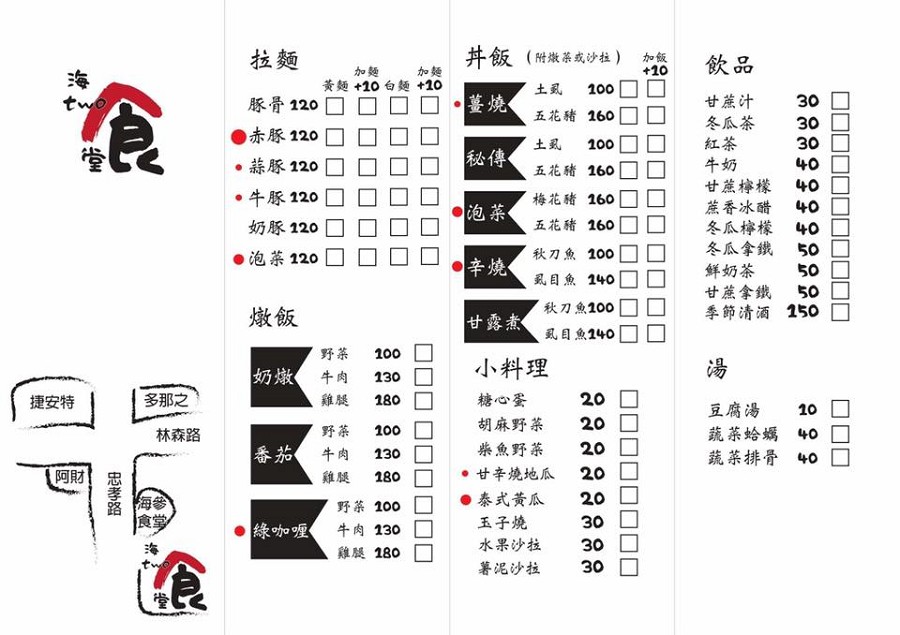 海
two
食
堂
捷安特
多那之
林森路
阿財
忠孝路
海參
食堂
海
two
食
堂
拉麵
黃麵 加麵+10 白麵 加麵+10
豚骨 120
赤豚 120
蒜豚 120
牛豚 120
奶豚 120
泡菜 120
燉飯
奶燉
野菜 100
牛肉 130
雞腿 180
番茄
野菜 100
牛肉 130
雞腿 180
綠咖喱
野菜 100
牛肉 130
雞腿 180
丼飯 (附燉菜或沙拉) 加飯+10
薑燒
土虱 100
五花豬 160
秘傳
土虱 100
五花豬 160
泡菜
梅花豬 160
五花豬 160
辛燒
秋刀魚 100
虱目魚 140
甘露煮
秋刀魚 100
虱目魚 140
小料理
糖心蛋 20
胡麻野菜 20
柴魚野菜 20
甘辛燒地瓜 20
泰式黃瓜 20
玉子燒 30
水果沙拉 30
薯泥沙拉 30
飲品
甘蔗汁 30
冬瓜茶 30
紅茶 30
牛奶 40
甘蔗檸檬 40
蔗香冰醋 40
冬瓜檸檬 40
冬瓜拿鐵 50
鮮奶茶 50
甘蔗拿鐵 50
季節清酒 150
湯
豆腐湯 10
蔬菜蛤蠣 40
蔬菜排骨 40